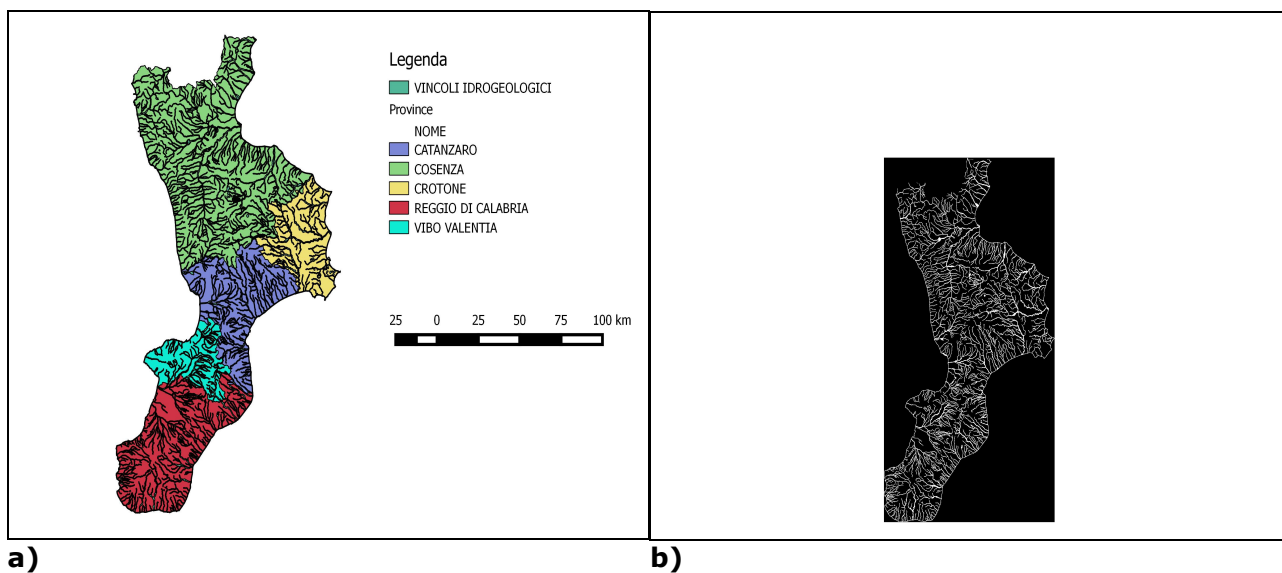 Legenda
VINCOLI IDROGEOLOGICI
Province
NOME
CATANZARO
COSENZA
CROTONE
REGGIO DI CALABRIA
VIBO VALENTIA
25 0 25 50 75 100 km
a) b)